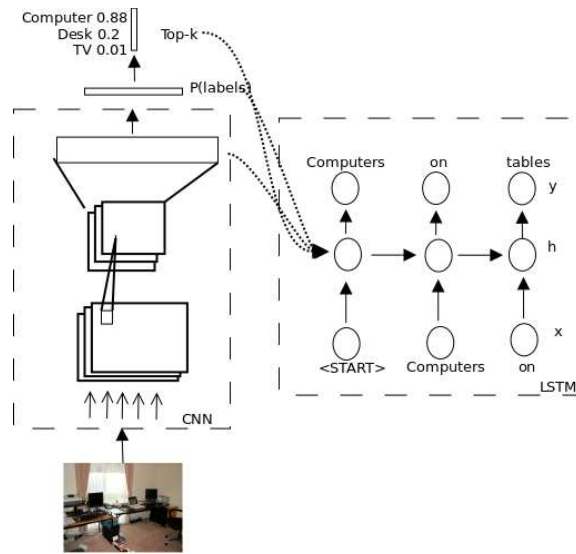 Computer 0.88
Desk 0.2
TV 0.01
Top-k
P(labels)
Computers on tables y
h
x
<START> Computers on
LSTM
CNN